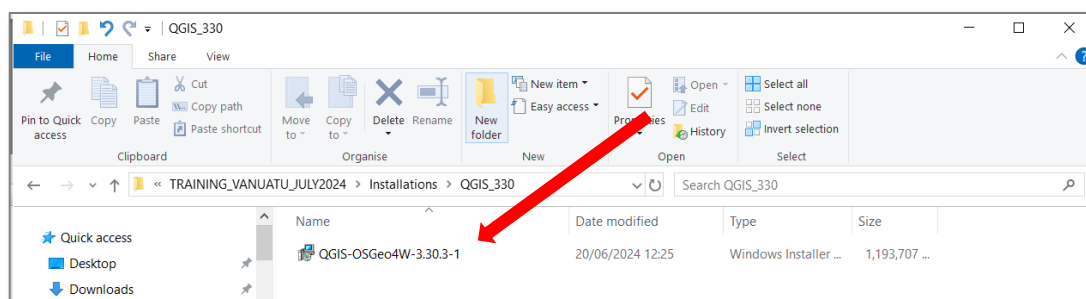 QGIS_330
File Home Share View
Pin to Quick access
Copy
Paste
Cut
Copy path
Paste shortcut
Clipboard
Move to
Copy to
Delete
Rename
Organise
New folder
New item
Easy access
New
Open
Edit
History
Open
Select all
Select none
Invert selection
Select
« TRAINING_VANUATU_JULY2024 > Installations > QGIS_330
Search QGIS_330
Name Date modified Type Size
Quick access
Desktop
Downloads
QGIS-OSGeo4W-3.30.3-1 20/06/2024 12:25 Windows Installer ... 1,193,707 ...